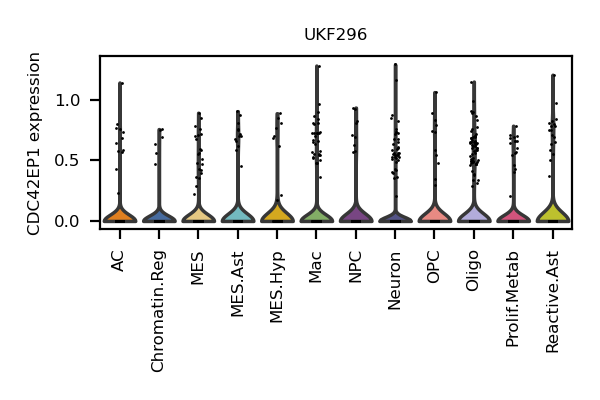 UKF296
CDC42EP1 expression
1.0
0.5
0.0
AC
Chromatin.Reg
MES
MES.Ast
MES.Hyp
Mac
NPC
Neuron
OPC
Oligo
Prolif.Metab
Reactive.Ast